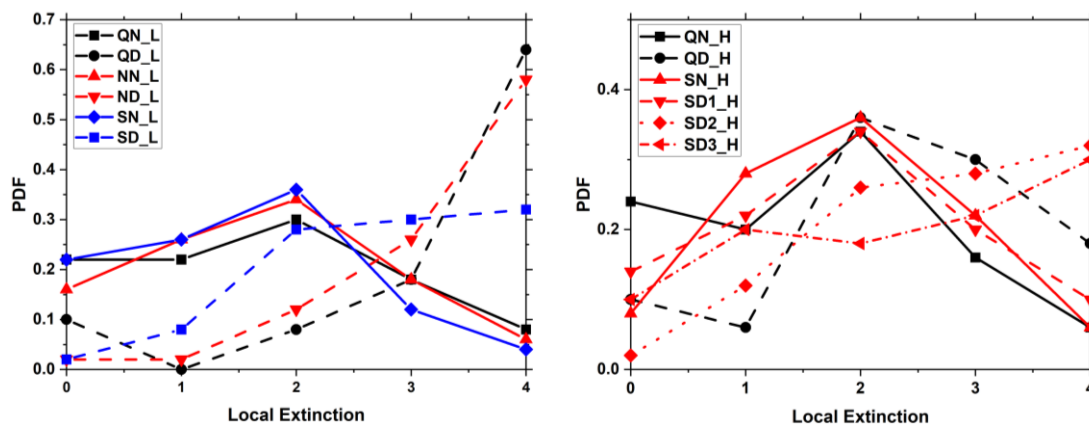 0.7
0.6
0.5
0.4
0.3
0.2
0.1
0.0
PDF
QN_L
QD_L
NN_L
ND_L
SN_L
SD_L
0 1 2 3 4
Local Extinction
0.4
0.2
0.0
PDF
QN_H
QD_H
SN_H
SD1_H
SD2_H
SD3_H
0 1 2 3 4
Local Extinction